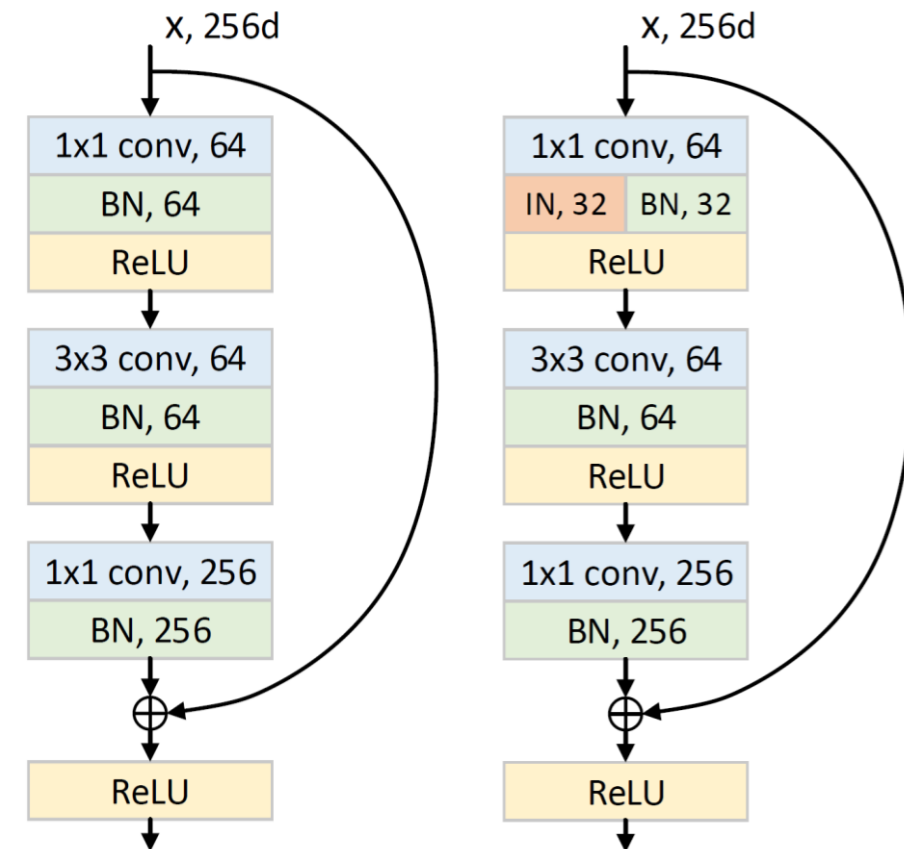 x, 256d
1x1 conv, 64
BN, 64
ReLU
3x3 conv, 64
BN, 64
ReLU
1x1 conv, 256
BN, 256
ReLU
x, 256d
1x1 conv, 64
IN, 32 BN, 32
ReLU
3x3 conv, 64
BN, 64
ReLU
1x1 conv, 256
BN, 256
ReLU